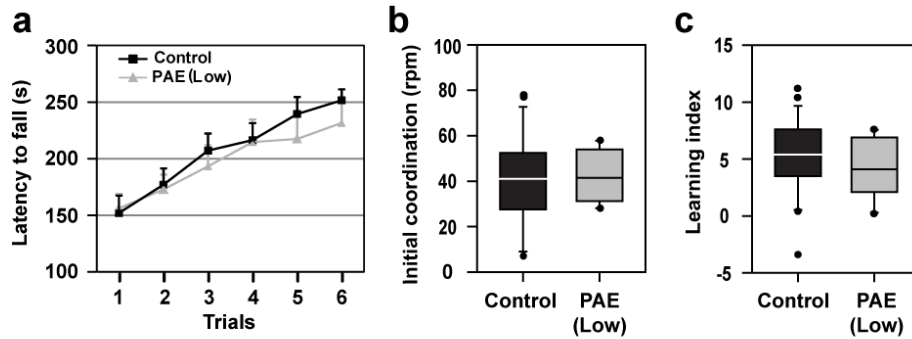 a
Latency to fall (s)
300
250
200
150
100
Control
PAE (Low)
1 2 3 4 5 6
Trials
b
Initial coordination (rpm)
100
80
60
40
20
0
Control
PAE
(Low)
c
Learning index
15
10
5
0
-5
Control
PAE
(Low)